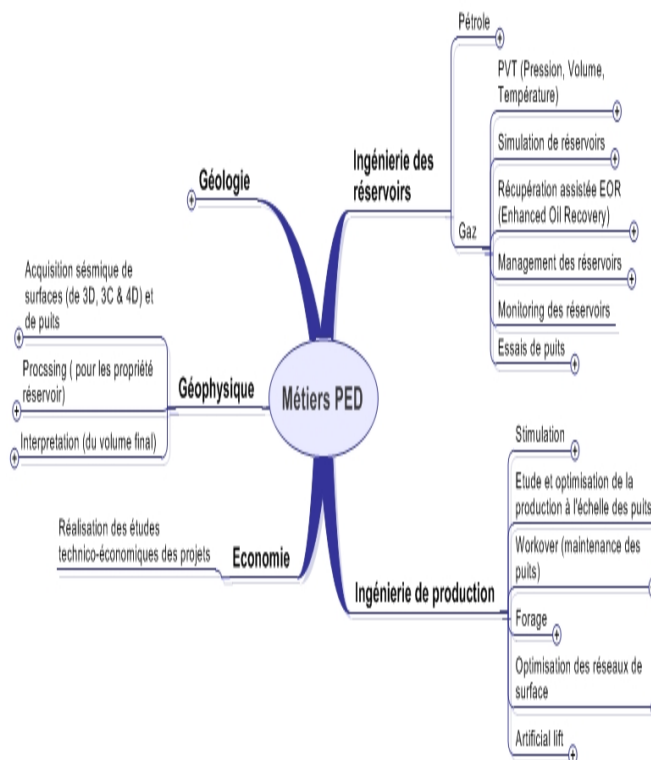 Pétrole
PVT (Pression, Volume,
Température)
Simulation de réservoirs
Ingénierie des
réservoirs
Récupération assistée EOR
(Enhanced Oil Recovery)
Gaz
Management des réservoirs
Monitoring des réservoirs
Essais de puits
Géologie
Acquisition sésmique de
surfaces (de 3D, 3C & 4D) et
de puits
Procssing ( pour les propriété
réservoir)
Géophysique
Interpretation (du volume final)
Métiers PED
Réalisation des études
technico-économiques des projets
Economie
Ingénierie de production
Stimulation
Etude et optimisation de la
production à l'échelle des puits
Workover (maintenance des
puits)
Forage
Optimisation des réseaux de
surface
Artificial lift